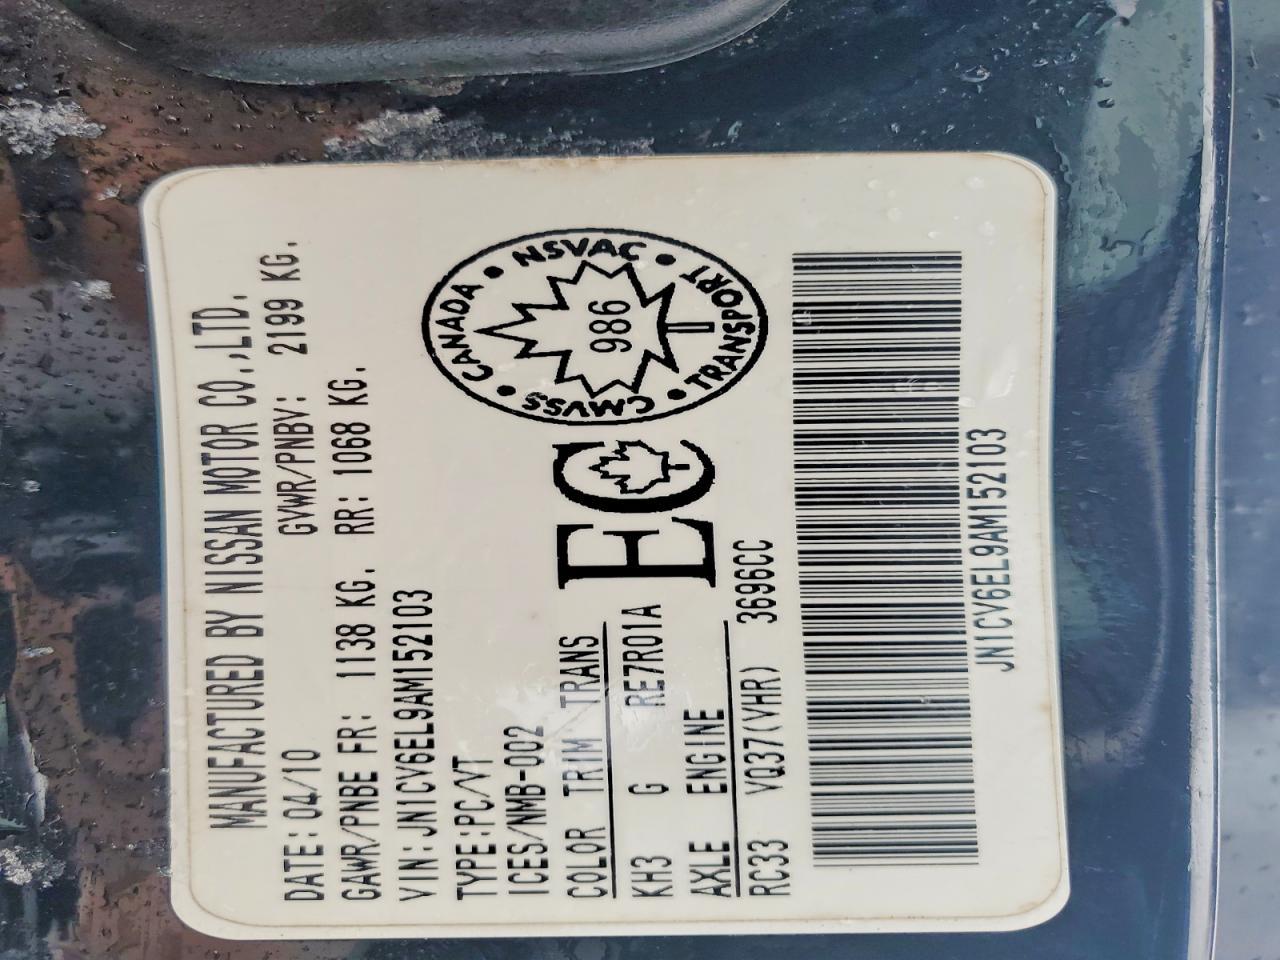 MANUFACTURED BY NISSAN MOTOR CO.,LTD.
DATE: 04/10 GVWR/PNBV: 2199 KG.
GAWR/PNBE FR: 1138 KG. RR: 1068 KG.
VIN: JN1CV6EL9AM152103
TYPE: PC/VT
ICES/NMB-002
COLOR TRIM TRANS
KH3 G RE7R01A
AXLE ENGINE
RC33 VQ37(VHR) 3696CC
EC
CANADA • NSVAC • TRANSPORT • CMVSS •
986
JN1CV6EL9AM152103